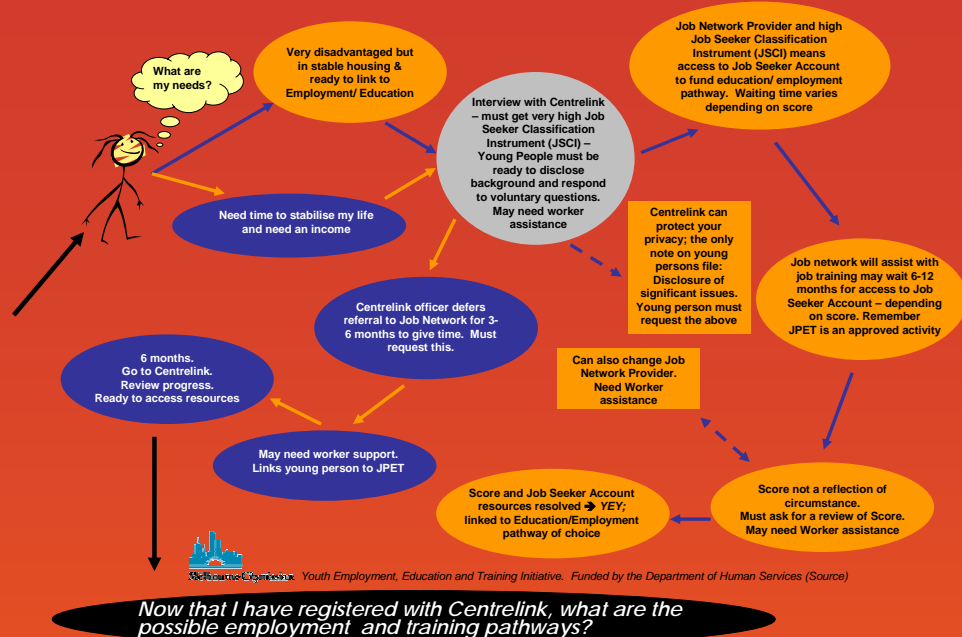 What are
my needs?
Very disadvantaged but
in stable housing &
ready to link to
Employment/ Education
Need time to stabilise my life
and need an income
Interview with Centrelink
– must get very high Job
Seeker Classification
Instrument (JSCI) –
Young People must be
ready to disclose
background and respond
to voluntary questions.
May need worker
assistance
Job Network Provider and high
Job Seeker Classification
Instrument (JSCI) means
access to Job Seeker Account
to fund education/ employment
pathway. Waiting time varies
depending on score
Centrelink can
protect your
privacy; the only
note on young
persons file:
Disclosure of
significant issues.
Young person must
request the above
Job network will assist with
job training may wait 6-12
months for access to Job
Seeker Account – depending
on score. Remember
JPET is an approved activity
Centrelink officer defers
referral to Job Network for 3-
6 months to give time. Must
request this.
6 months.
Go to Centrelink.
Review progress.
Ready to access resources
May need worker support.
Links young person to JPET
Can also change Job
Network Provider.
Need Worker
assistance
Score not a reflection of
circumstance.
Must ask for a review of Score.
May need Worker assistance
Score and Job Seeker Account
resources resolved ➔ YEY;
linked to Education/Employment
pathway of choice
Melbourne Citymission Youth Employment, Education and Training Initiative. Funded by the Department of Human Services (Source)
Now that I have registered with Centrelink, what are the
possible employment and training pathways?